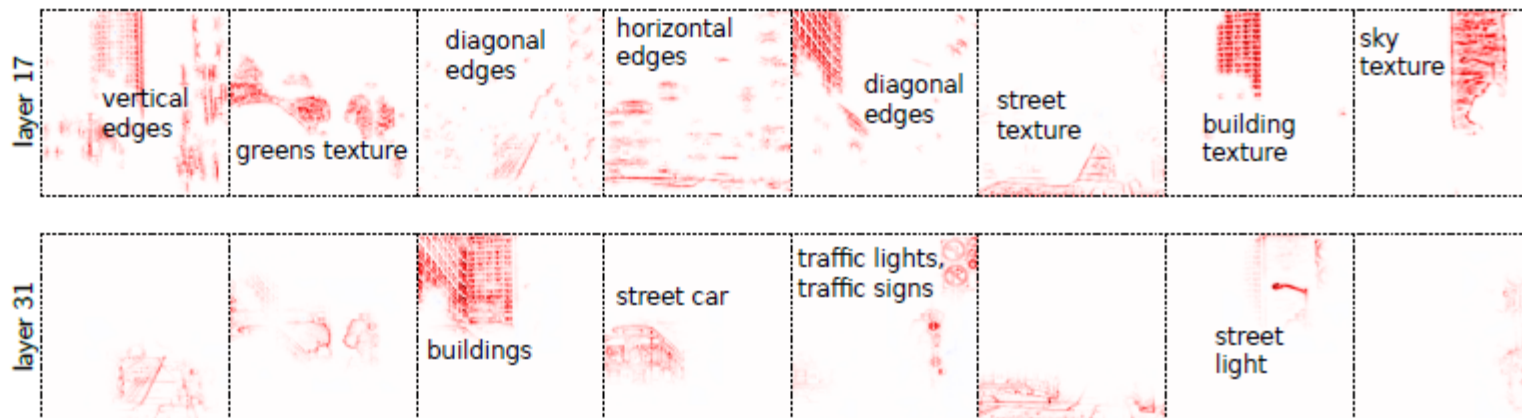 layer 17
vertical
edges
greens texture
diagonal
edges
horizontal
edges
diagonal
edges
street
texture
building
texture
sky
texture
layer 31
buildings
street car
traffic lights,
traffic signs
street
light